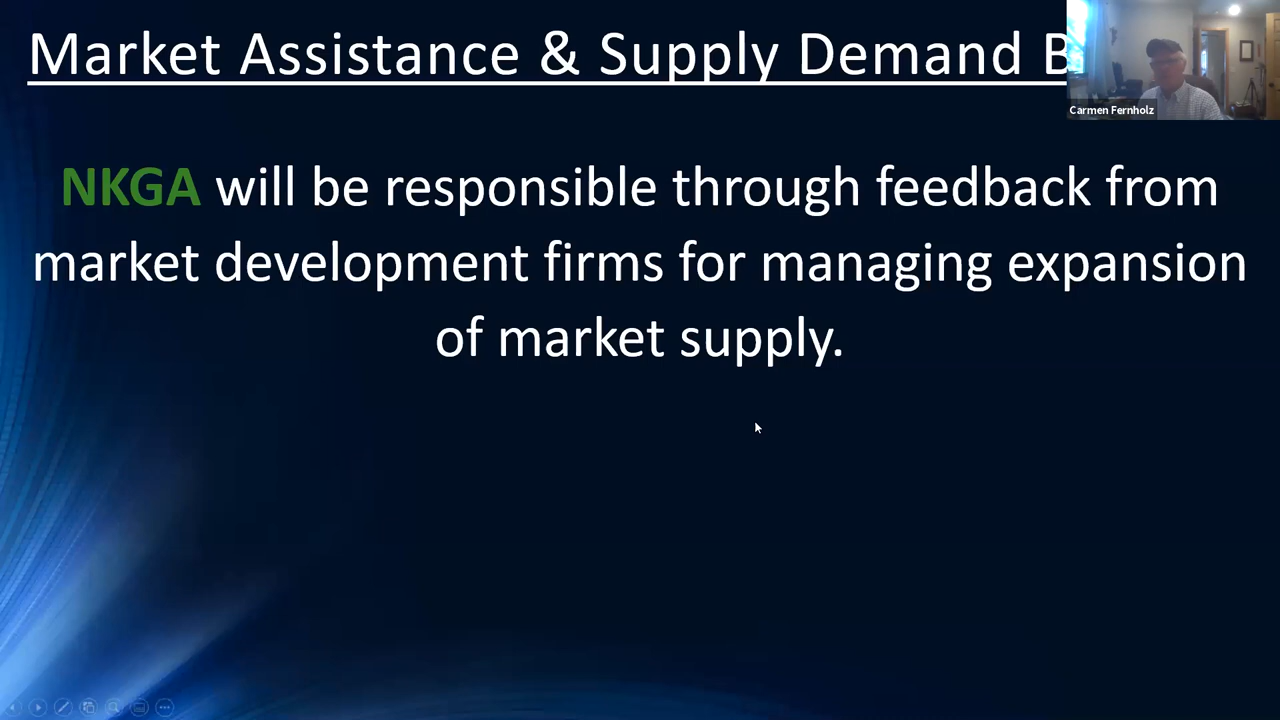 Market Assistance & Supply Demand B
Carmen Fernholz
NKGA will be responsible through feedback from
market development firms for managing expansion
of market supply.